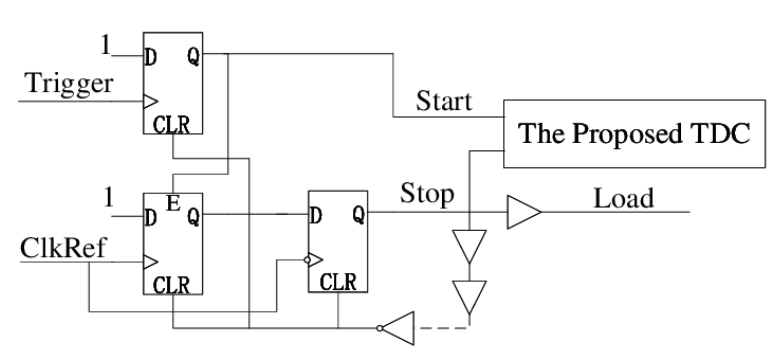 1
D Q
Trigger
CLR
Start
The Proposed TDC
1
E
D Q
ClkRef
CLR
D Q
CLR
Stop
Load